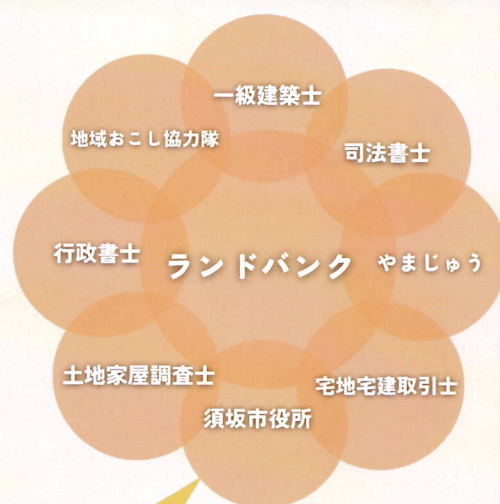 一級建築士
地域おこし協力隊
司法書士
行政書士
ランドバンク
やまじゅう
土地家屋調査士
宅地宅建取引士
須坂市役所